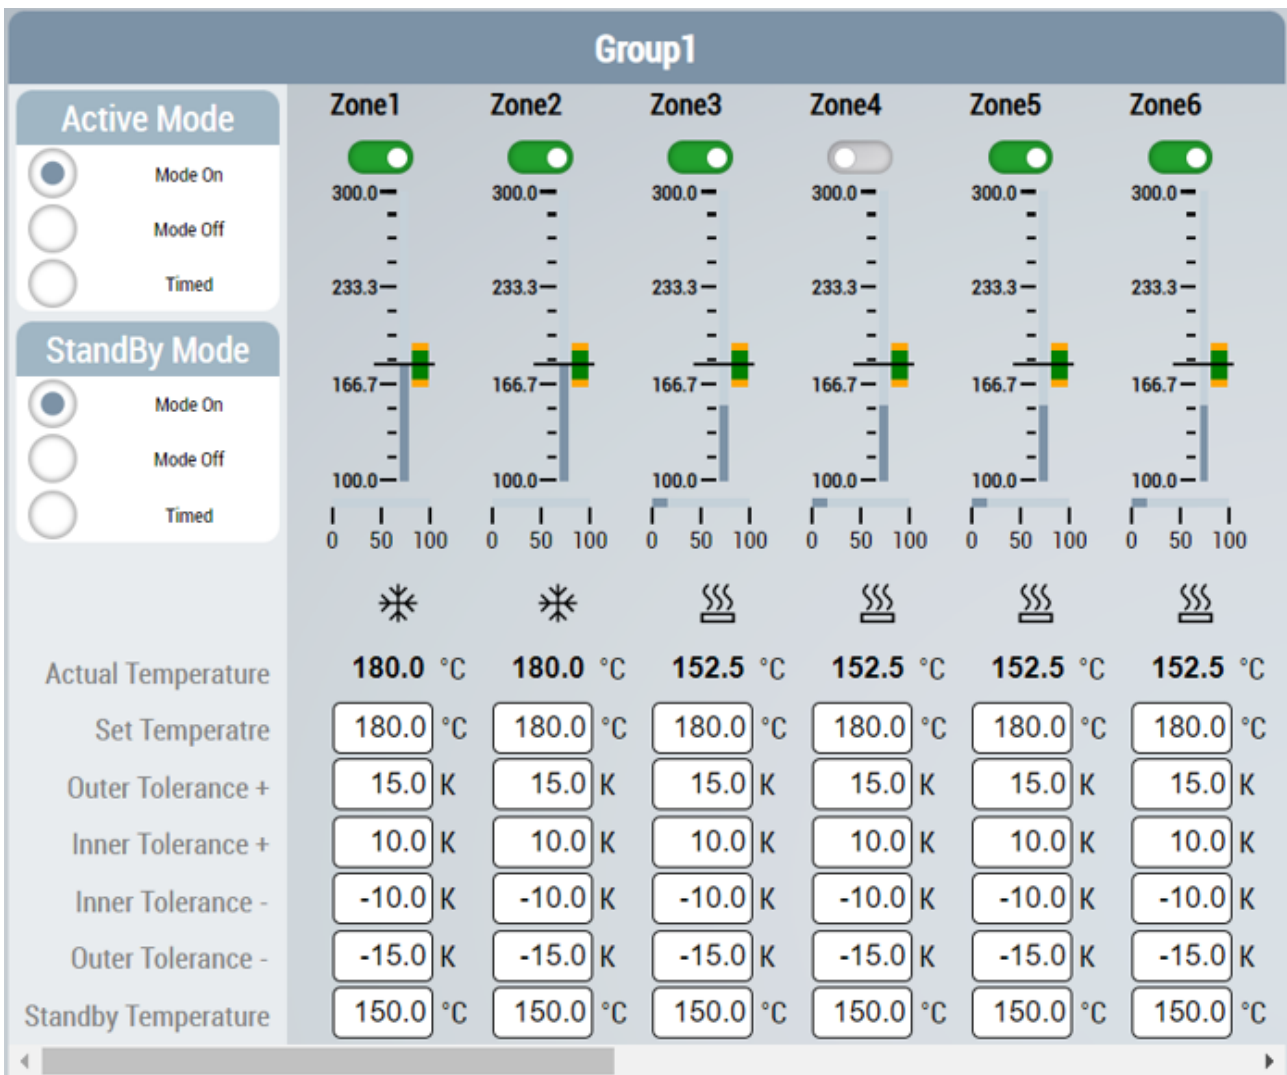 Group1
Active Mode
Mode On
Mode Off
Timed
StandBy Mode
Mode On
Mode Off
Timed
Zone1 Zone2 Zone3 Zone4 Zone5 Zone6
300.0 300.0 300.0 300.0 300.0 300.0
233.3 233.3 233.3 233.3 233.3 233.3
166.7 166.7 166.7 166.7 166.7 166.7
100.0 100.0 100.0 100.0 100.0 100.0
0 50 100 0 50 100 0 50 100 0 50 100 0 50 100 0 50 100
Actual Temperature 180.0 °C 180.0 °C 152.5 °C 152.5 °C 152.5 °C 152.5 °C
Set Temperatre 180.0 °C 180.0 °C 180.0 °C 180.0 °C 180.0 °C 180.0 °C
Outer Tolerance + 15.0 K 15.0 K 15.0 K 15.0 K 15.0 K 15.0 K
Inner Tolerance + 10.0 K 10.0 K 10.0 K 10.0 K 10.0 K 10.0 K
Inner Tolerance - -10.0 K -10.0 K -10.0 K -10.0 K -10.0 K -10.0 K
Outer Tolerance - -15.0 K -15.0 K -15.0 K -15.0 K -15.0 K -15.0 K
Standby Temperature 150.0 °C 150.0 °C 150.0 °C 150.0 °C 150.0 °C 150.0 °C